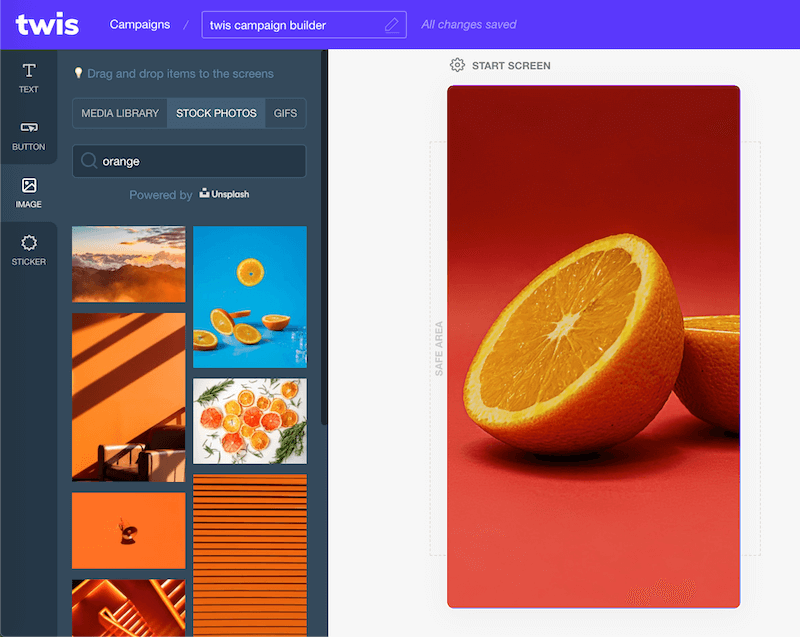 twis
Campaigns / twis campaign builder All changes saved
TEXT
BUTTON
IMAGE
STICKER
Drag and drop items to the screens
MEDIA LIBRARY STOCK PHOTOS GIFS
orange
Powered by Unsplash
START SCREEN
SAFE AREA